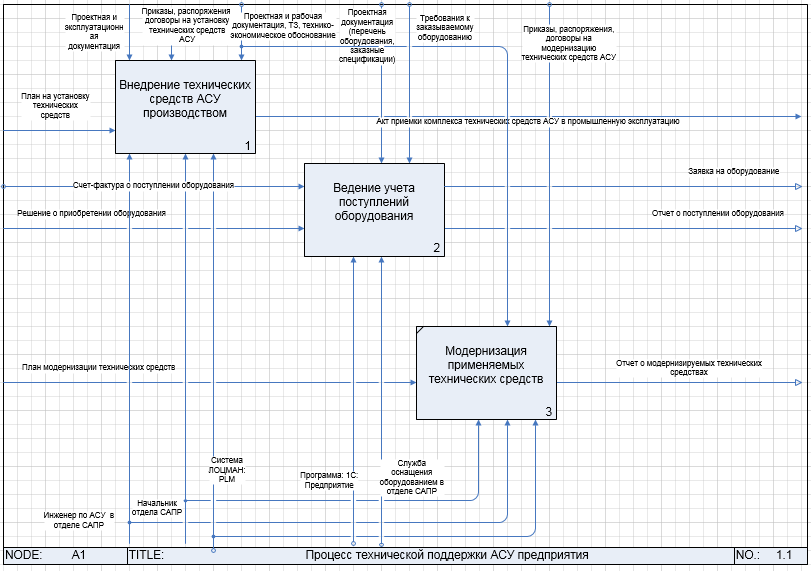 Проектная и
эксплуатационн
ая
документация
Приказы, распоряжения
договоры на установку
технических средств
АСУ
Проектная и рабочая
документация, ТЗ, технико-
экономическое обоснование
Проектная
документация
(перечень
оборудования,
заказные
спецификации)
Требования к
заказываемому
оборудованию
Приказы, распоряжения,
договоры на
модернизацию
технических средств АСУ
План на установку
технических
средств
Внедрение технических
средств АСУ
производством
1
Акт приемки комплекса технических средств АСУ в промышленную эксплуатацию
Счет-фактура о поступлении оборудования
Решение о приобретении оборудования
Ведение учета
поступлений
оборудования
2
Заявка на оборудование
Отчет о поступлении оборудования
План модернизации технических средств
Модернизация
применяемых
технических средств
3
Отчет о модернизируемых технических
средствах
Инженер по АСУ в
отделе САПР
Начальник
отдела САПР
Система
ЛОЦМАН:
PLM
Программа: 1С:
Предприятие
Служба
оснащения
оборудованием в
отделе САПР
NODE: A1
TITLE: Процесс технической поддержки АСУ предприятия
NO.: 1.1